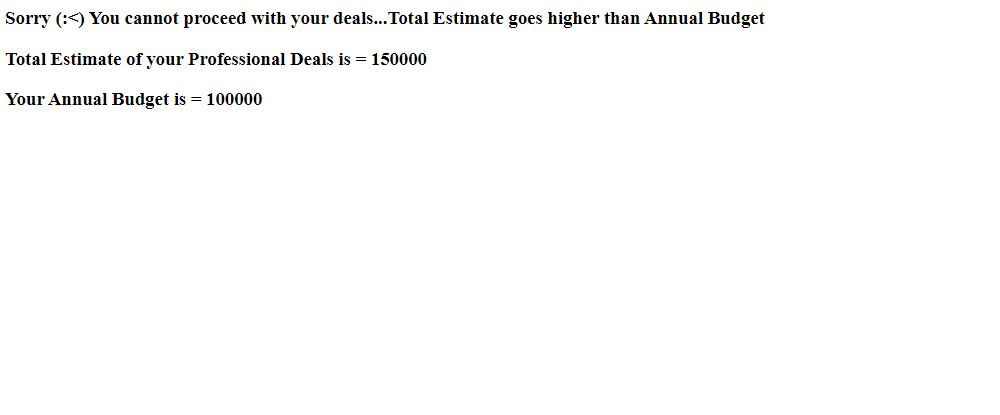 Sorry (:<) You cannot proceed with your deals...Total Estimate goes higher than Annual Budget
Total Estimate of your Professional Deals is = 150000
Your Annual Budget is = 100000